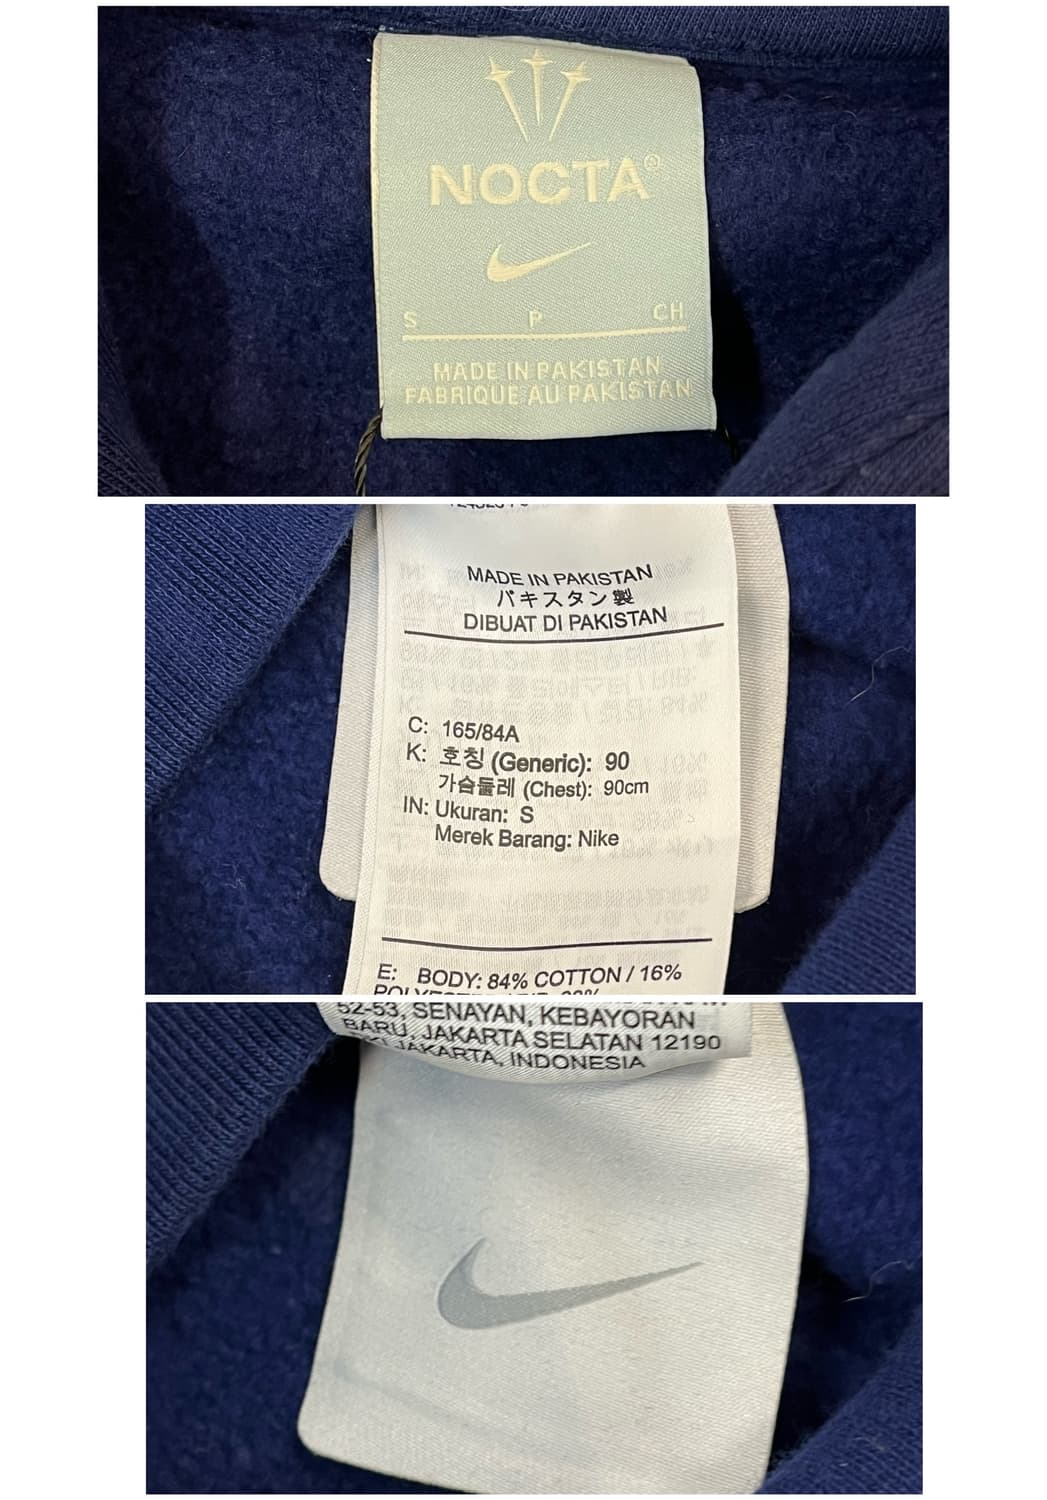 NOCTA®
S P CH
MADE IN PAKISTAN
FABRIQUÉ AU PAKISTAN
MADE IN PAKISTAN
パキスタン製
DIBUAT DI PAKISTAN
C: 165/84A
K: 호칭 (Generic): 90
가슴둘레 (Chest): 90cm
IN: Ukuran: S
Merek Barang: Nike
E: BODY: 84% COTTON / 16%
52-53, SENAYAN, KEBAYORAN
BARU, JAKARTA SELATAN 12190
JAKARTA, INDONESIA